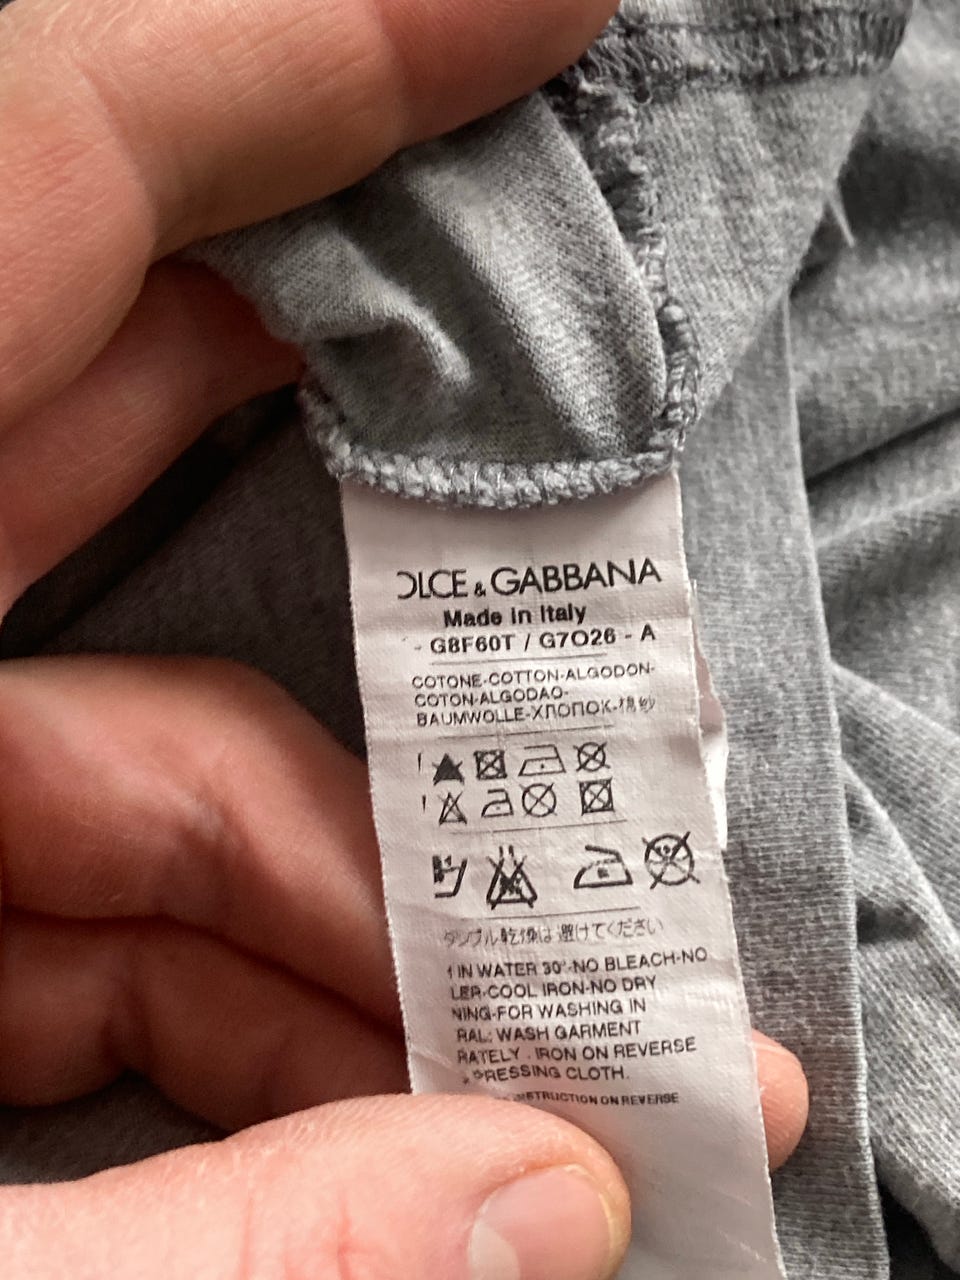 DLCE & GABBANA
Made in Italy
- G8F60T / G7O26 - A
COTONE-COTTON-ALGODON-
COTON-ALGODAO-
BAUMWOLLE-ХЛОПОК-棉紗
タンブル乾燥は避けてください
IN WATER 30°-NO BLEACH-NO
LER-COOL IRON-NO DRY
NING-FOR WASHING IN
RAL: WASH GARMENT
RATELY . IRON ON REVERSE
PRESSING CLOTH.
INSTRUCTION ON REVERSE